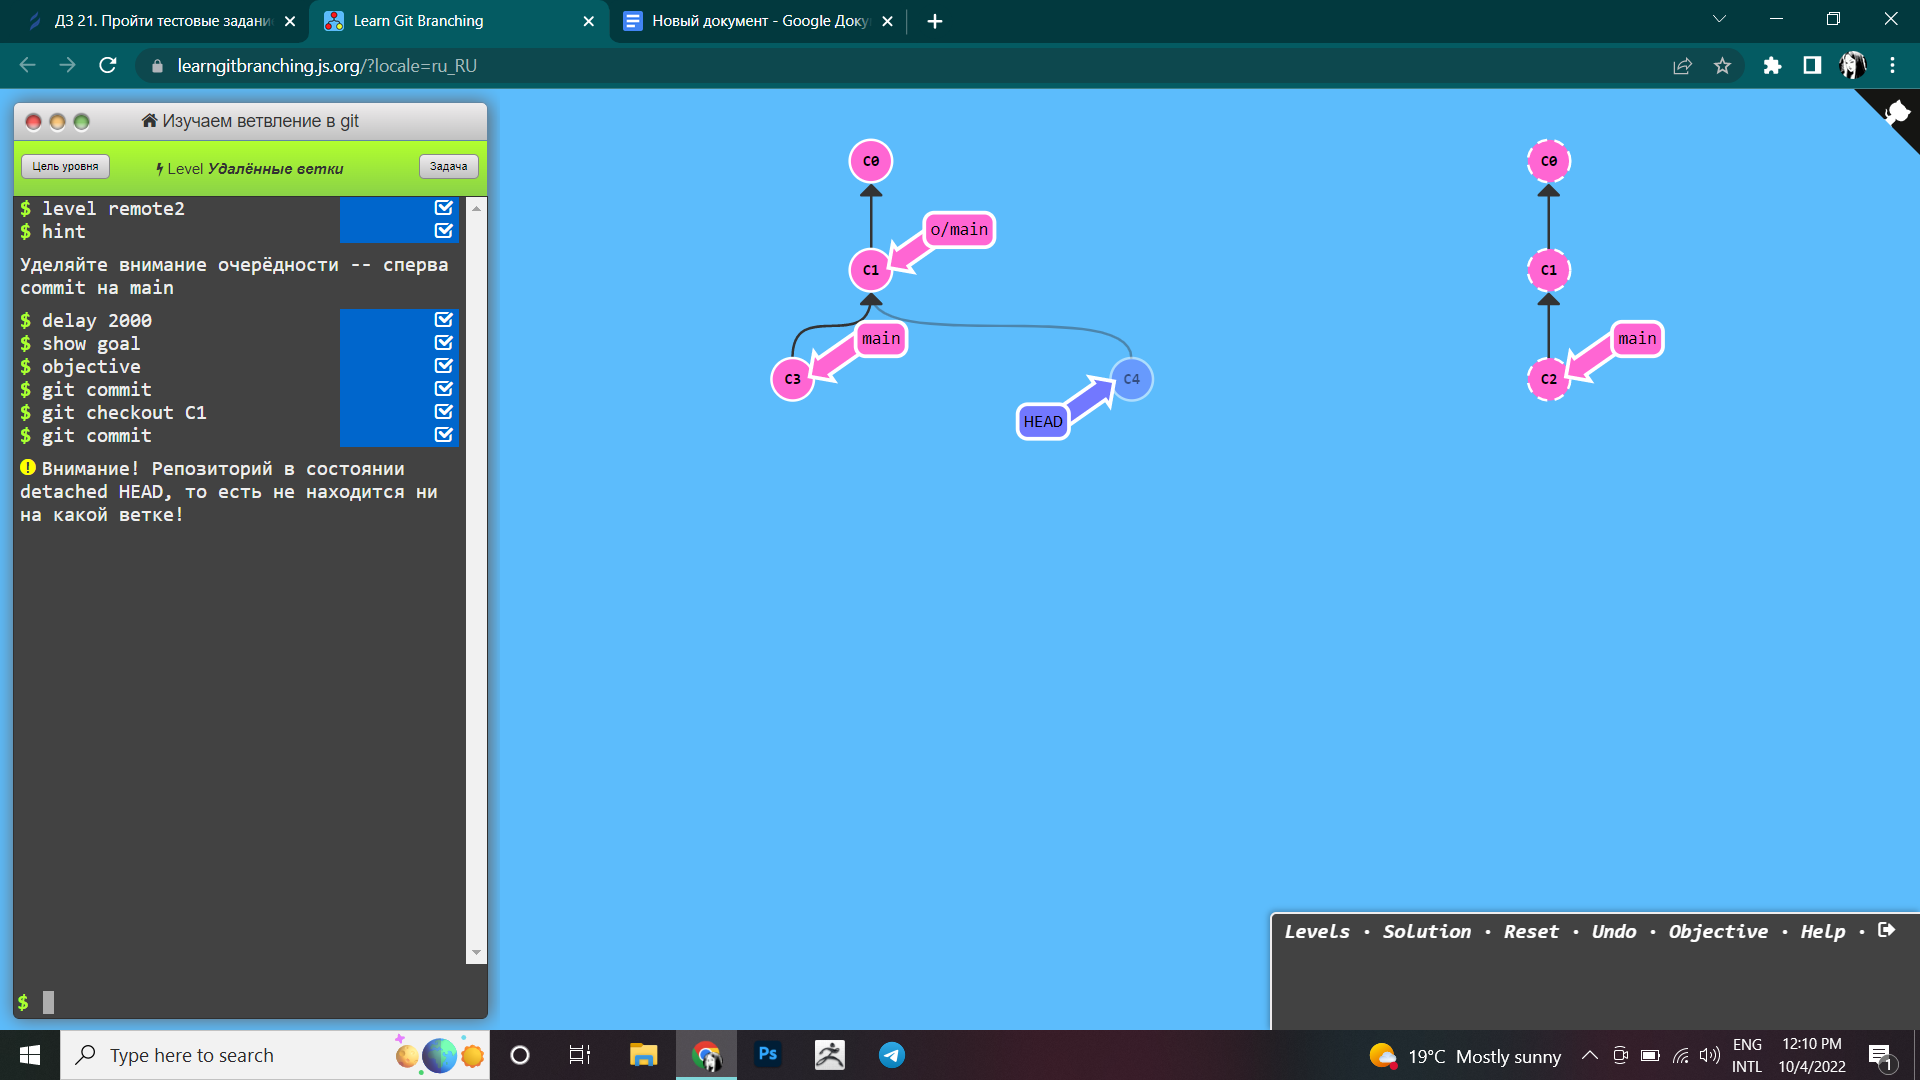 ДЗ 21. Пройти тестовые задани
Learn Git Branching
Новый документ - Google Доку
learngitbranching.js.org/?locale=ru_RU
Изучаем ветвление в git
Цель уровня
Level Удалённые ветки
Задача
$ level remote2
$ hint
Уделяйте внимание очерёдности -- сперва
commit на main
$ delay 2000
$ show goal
$ objective
$ git commit
$ git checkout C1
$ git commit
Внимание! Репозиторий в состоянии
detached HEAD, то есть не находится ни
на какой ветке!
$
C0
o/main
C1
main
C3
C4
HEAD
C0
C1
main
C2
Levels • Solution • Reset • Undo • Objective • Help •
Type here to search
Ps
19°C Mostly sunny
ENG
INTL
12:10 PM
10/4/2022
1